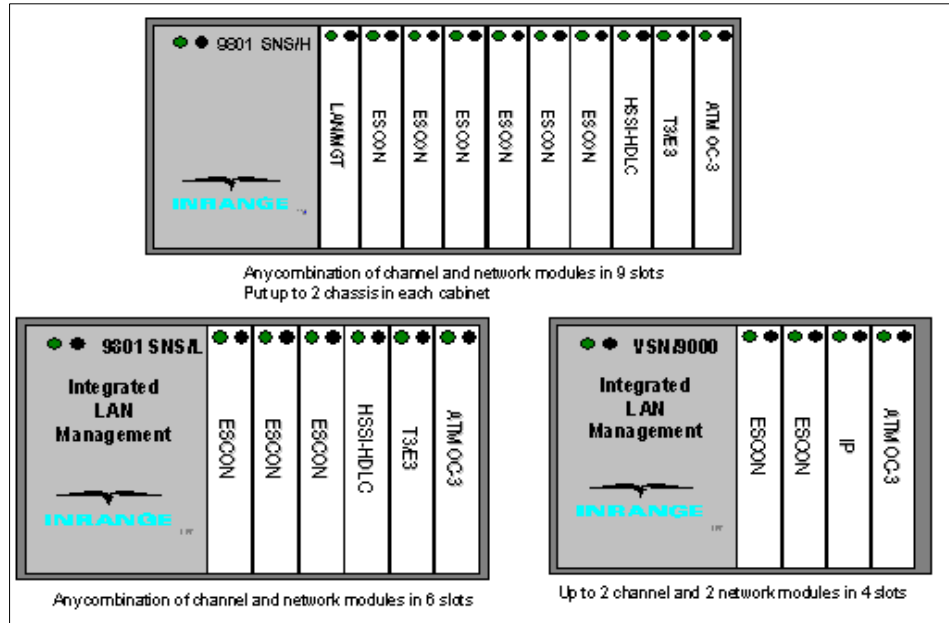 9801 SNS/H
LAN/MGT
ESCON
ESCON
ESCON
ESCON
ESCON
ESCON
HSSI-HDLC
T3/E3
ATM OC-3
INRANGE
Any combination of channel and network modules in 9 slots
Put up to 2 chassis in each cabinet
9801 SNS/L
Integrated
LAN
Management
INRANGE
ESCON
ESCON
ESCON
HSSI-HDLC
T3/E3
ATM OC-3
Any combination of channel and network modules in 6 slots
VSN/9000
Integrated
LAN
Management
INRANGE
ESCON
ESCON
IP
ATM OC-3
Up to 2 channel and 2 network modules in 4 slots